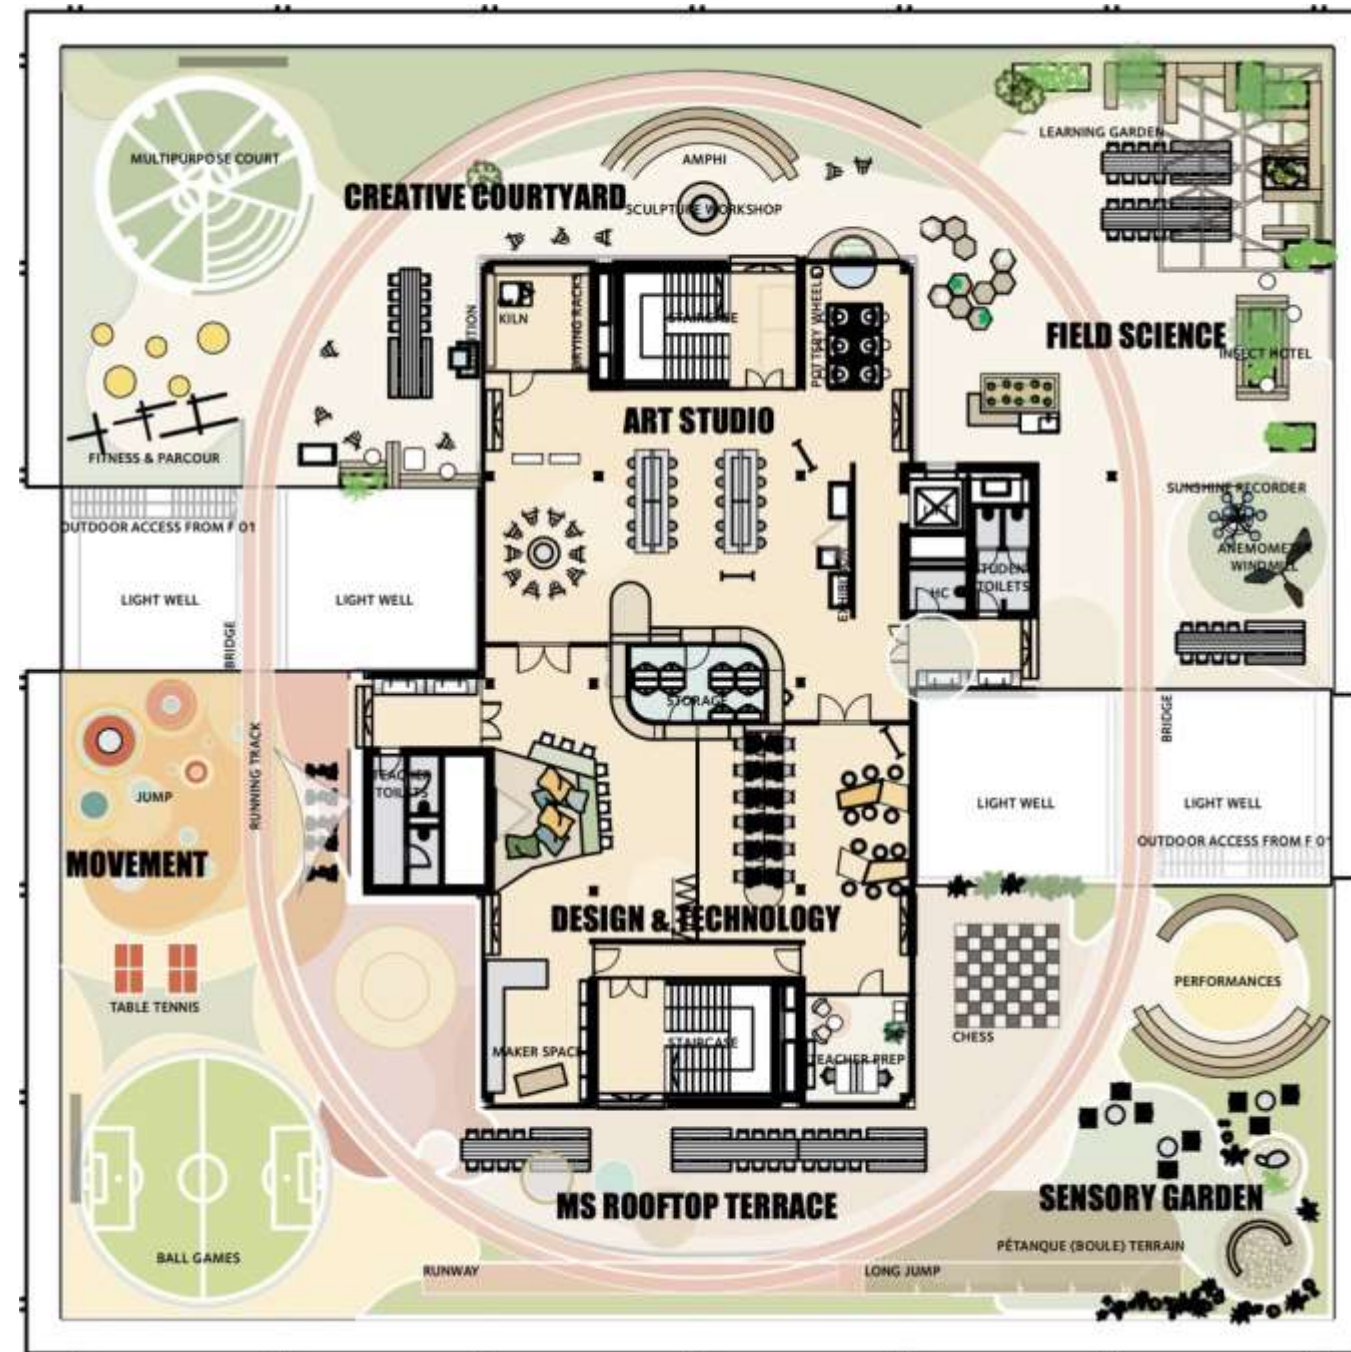 MULTIPURPOSE COURT
LEARNING GARDEN
AMPHI
CREATIVE COURTYARD
SCULPTURE WORKSHOP
KILN
DRYING RACKS
STAIRCASE
POTTERY WHEELS
FIELD SCIENCE
INSECT HOTEL
ART STUDIO
FITNESS & PARCOUR
SUNSHINE RECORDER
OUTDOOR ACCESS FROM F 01
ANEMOMETER
WINDMILL
STUDENT
TOILETS
HC
LIGHT WELL
LIGHT WELL
BRIDGE
STORAGE
BRIDGE
RUNNING TRACK
TEACHER
TOILETS
JUMP
LIGHT WELL
LIGHT WELL
OUTDOOR ACCESS FROM F 01
MOVEMENT
DESIGN & TECHNOLOGY
PERFORMANCES
TABLE TENNIS
CHESS
MAKER SPACE
STAIRCASE
TEACHER PREP
MS ROOFTOP TERRACE
SENSORY GARDEN
PÉTANQUE (BOULE) TERRAIN
BALL GAMES
RUNWAY
LONG JUMP